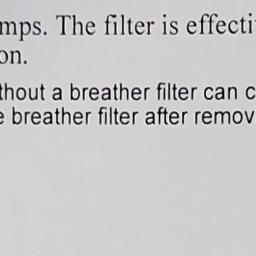 mps. The filter is effecti
on.
thout a breather filter can c
e breather filter after remov